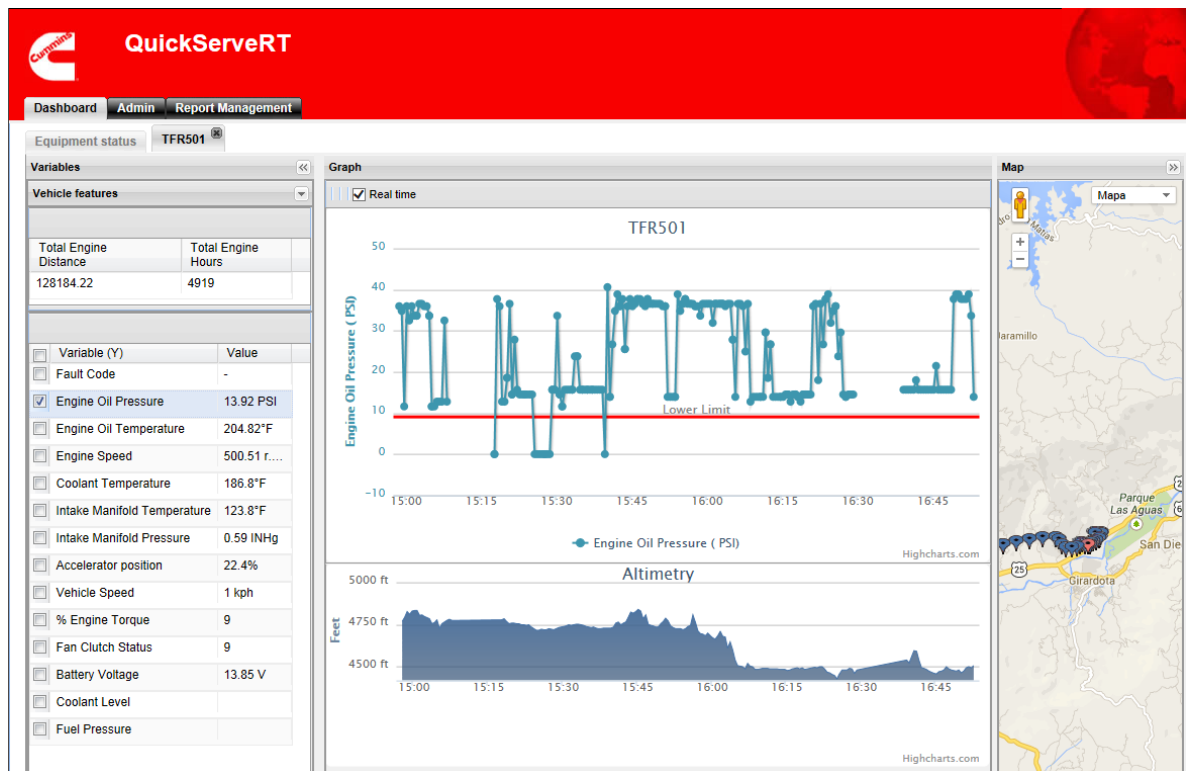 Cummins
QuickServeRT
Dashboard Admin Report Management
Equipment status TFR501
Variables
Vehicle features
Total Engine Distance Total Engine Hours
128184.22 4919
Variable (Y) Value
Fault Code -
Engine Oil Pressure 13.92 PSI
Engine Oil Temperature 204.82°F
Engine Speed 500.51 r....
Coolant Temperature 186.8°F
Intake Manifold Temperature 123.8°F
Intake Manifold Pressure 0.59 INHg
Accelerator position 22.4%
Vehicle Speed 1 kph
% Engine Torque 9
Fan Clutch Status 9
Battery Voltage 13.85 V
Coolant Level
Fuel Pressure
Graph
Real time
TFR501
Engine Oil Pressure ( PSI)
50
40
30
20
10
0
-10
Lower Limit
15:00 15:15 15:30 15:45 16:00 16:15 16:30 16:45
Engine Oil Pressure ( PSI)
Highcharts.com
Altimetry
Feet
5000 ft
4750 ft
4500 ft
15:00 15:15 15:30 15:45 16:00 16:15 16:30 16:45
Highcharts.com
Map
Mapa
+
−
Matias
Jaramillo
Parque
Las Aguas
San Die
25
Girardota